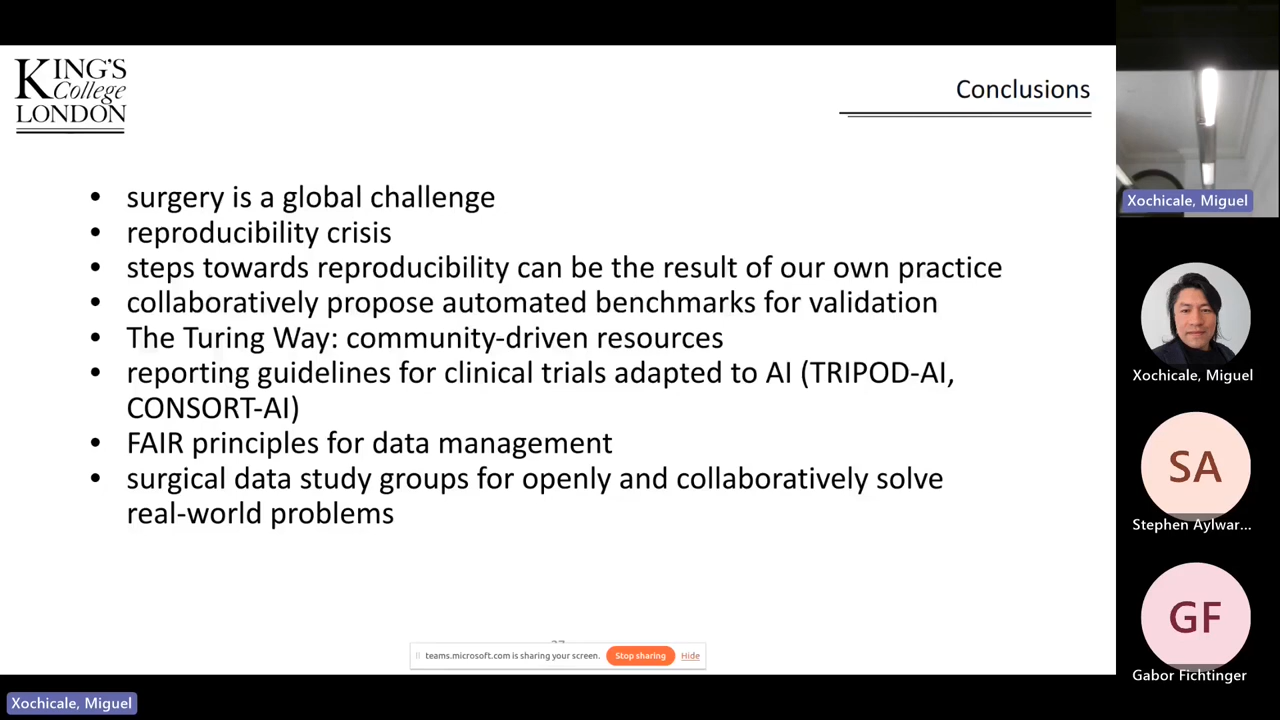 KING'S
College
LONDON
Conclusions
• surgery is a global challenge
• reproducibility crisis
• steps towards reproducibility can be the result of our own practice
• collaboratively propose automated benchmarks for validation
• The Turing Way: community-driven resources
• reporting guidelines for clinical trials adapted to AI (TRIPOD-AI,
CONSORT-AI)
• FAIR principles for data management
• surgical data study groups for openly and collaboratively solve
real-world problems
teams.microsoft.com is sharing your screen. Stop sharing Hide
Xochicale, Miguel
Xochicale, Miguel
Xochicale, Miguel
SA
Stephen Aylwar...
GF
Gabor Fichtinger